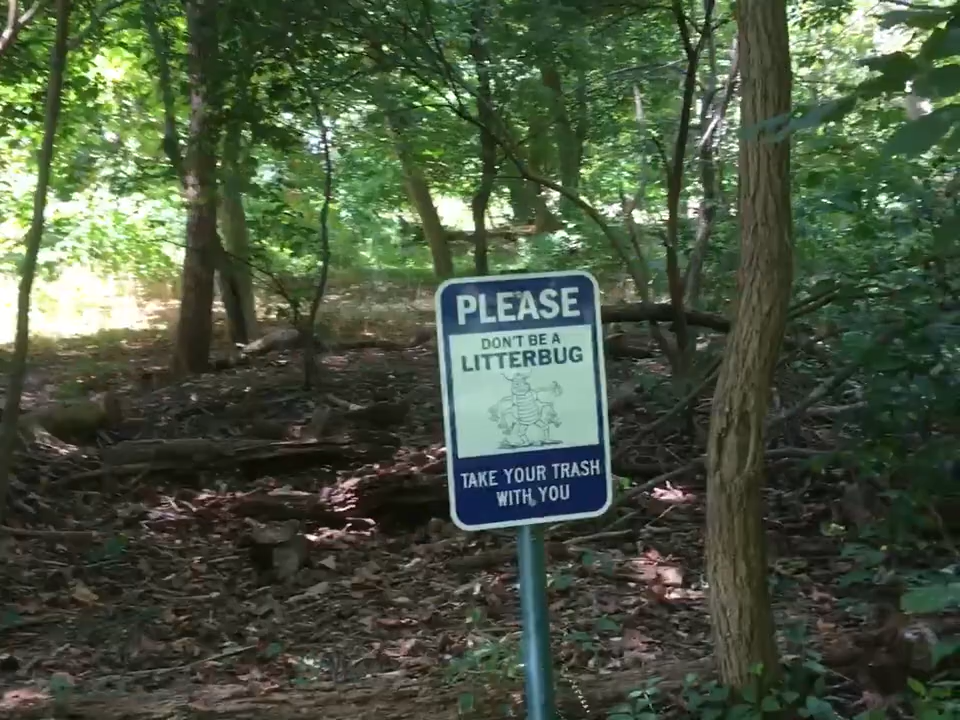 PLEASE
DON'T BE A
LITTERBUG
TAKE YOUR TRASH
WITH YOU